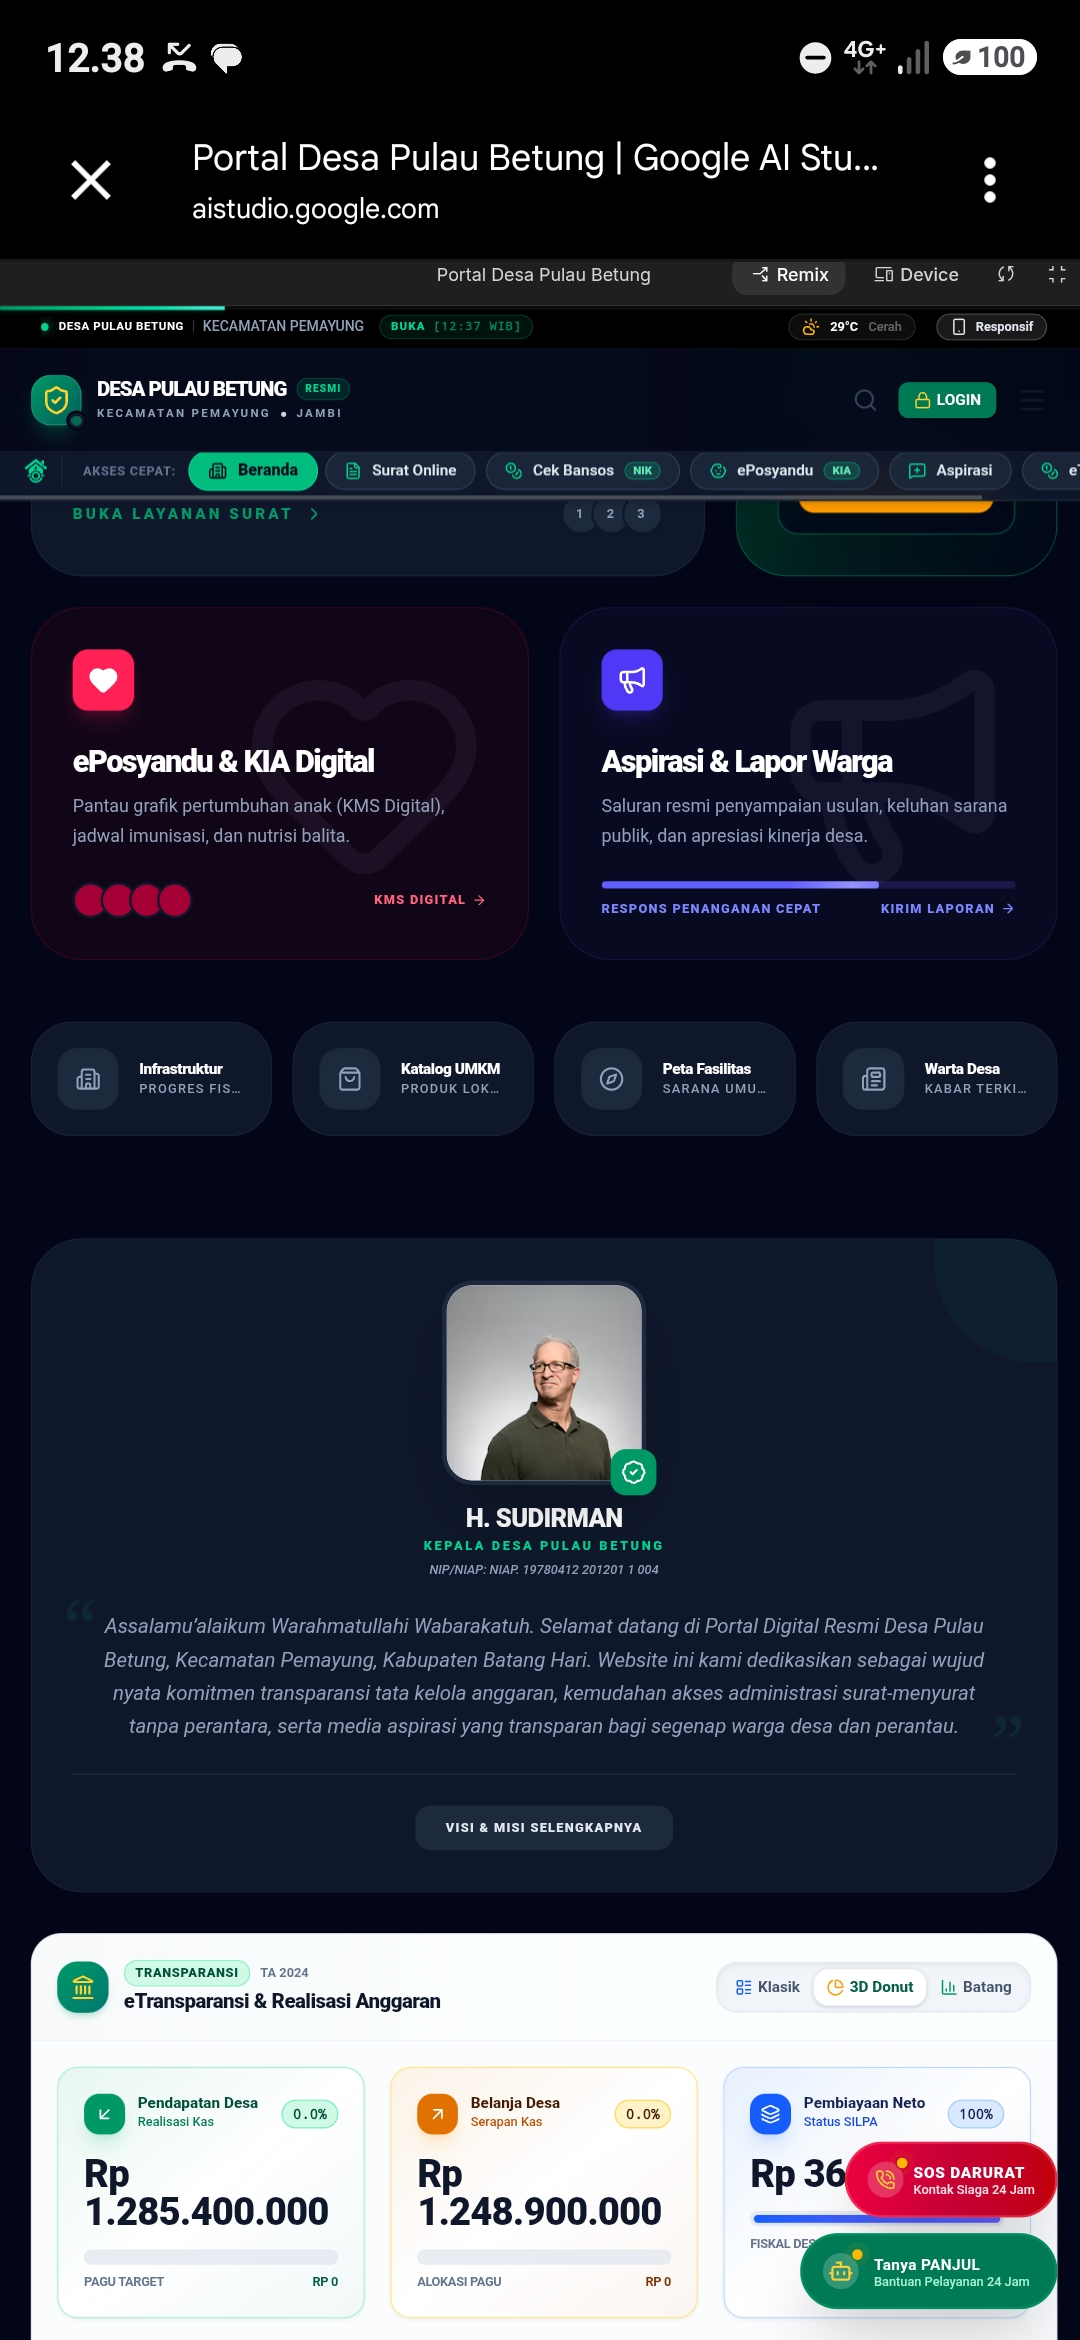 12.38
4G+
100
Portal Desa Pulau Betung | Google AI Stu...
aistudio.google.com
Portal Desa Pulau Betung
Remix
Device
DESA PULAU BETUNG | KECAMATAN PEMAYUNG
BUKA [12:37 WIB]
29°C Cerah
Responsif
DESA PULAU BETUNG
RESMI
KECAMATAN PEMAYUNG • JAMBI
LOGIN
AKSES CEPAT:
Beranda
Surat Online
Cek Bansos NIK
ePosyandu KIA
Aspirasi
BUKA LAYANAN SURAT
1 2 3
ePosyandu & KIA Digital
Pantau grafik pertumbuhan anak (KMS Digital),
jadwal imunisasi, dan nutrisi balita.
KMS DIGITAL →
Aspirasi & Lapor Warga
Saluran resmi penyampaian usulan, keluhan sarana
publik, dan apresiasi kinerja desa.
RESPONS PENANGANAN CEPAT
KIRIM LAPORAN →
Infrastruktur
PROGRES FIS...
Katalog UMKM
PRODUK LOK...
Peta Fasilitas
SARANA UMU...
Warta Desa
KABAR TERKI...
H. SUDIRMAN
KEPALA DESA PULAU BETUNG
NIP/NIAP: NIAP. 19780412 201201 1 004
“ Assalamu’alaikum Warahmatullahi Wabarakatuh. Selamat datang di Portal Digital Resmi Desa Pulau
Betung, Kecamatan Pemayung, Kabupaten Batang Hari. Website ini kami dedikasikan sebagai wujud
nyata komitmen transparansi tata kelola anggaran, kemudahan akses administrasi surat-menyurat
tanpa perantara, serta media aspirasi yang transparan bagi segenap warga desa dan perantau. ”
VISI & MISI SELENGKAPNYA
TRANSPARANSI
TA 2024
eTransparansi & Realisasi Anggaran
Klasik
3D Donut
Batang
Pendapatan Desa
Realisasi Kas
0.0%
Rp
1.285.400.000
PAGU TARGET
RP 0
Belanja Desa
Serapan Kas
0.0%
Rp
1.248.900.000
ALOKASI PAGU
RP 0
Pembiayaan Neto
Status SILPA
100%
Rp 36
FISKAL
SOS DARURAT
Kontak Siaga 24 Jam
Tanya PANJUL
Bantuan Pelayanan 24 Jam